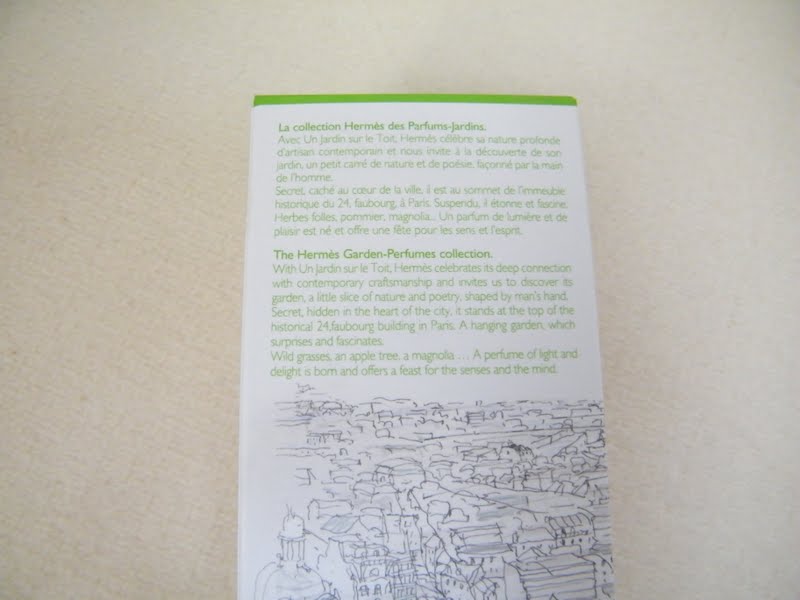 La collection Hermès des Parfums-Jardins.
Avec Un Jardin sur le Toit, Hermès célèbre sa nature profonde
d'artisan contemporain et nous invite à la découverte de son
jardin, un petit carré de nature et de poésie, façonné par la main
de l'homme.
Secret, caché au cœur de la ville, il est au sommet de l'immeuble
historique du 24, faubourg, à Paris. Suspendu, il étonne et fascine.
Herbes folles, pommier, magnolia... Un parfum de lumière et de
plaisir est né et offre une fête pour les sens et l'esprit.
The Hermès Garden-Perfumes collection.
With Un Jardin sur le Toit, Hermès celebrates its deep connection
with contemporary craftsmanship and invites us to discover its
garden, a little slice of nature and poetry, shaped by man's hand.
Secret, hidden in the heart of the city, it stands at the top of the
historical 24,faubourg building in Paris. A hanging garden, which
surprises and fascinates.
Wild grasses, an apple tree, a magnolia ... A perfume of light and
delight is born and offers a feast for the senses and the mind.